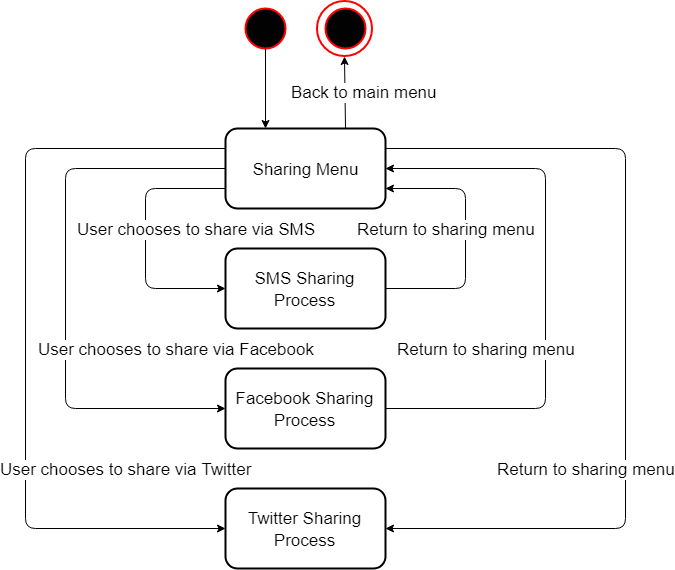 Back to main menu
Sharing Menu
User chooses to share via SMS
Return to sharing menu
SMS Sharing
Process
User chooses to share via Facebook
Return to sharing menu
Facebook Sharing
Process
User chooses to share via Twitter
Return to sharing menu
Twitter Sharing
Process